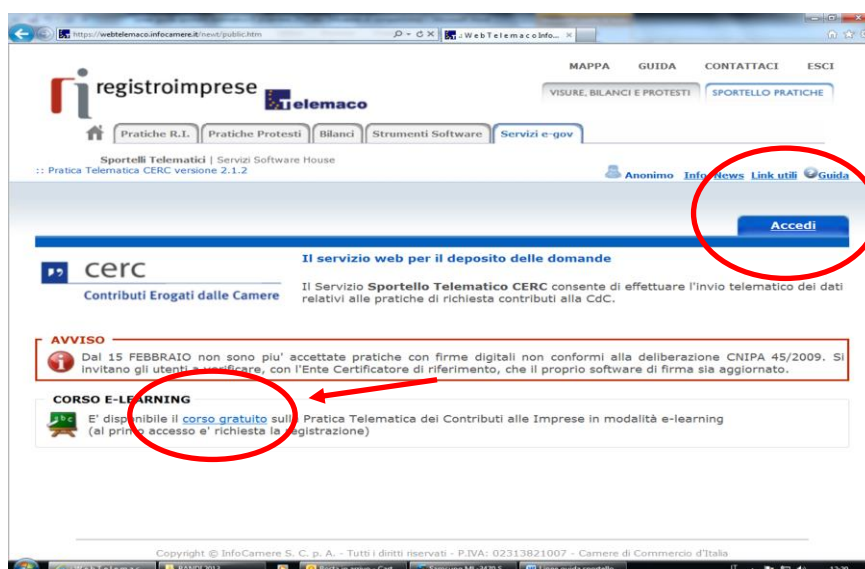 https://webtelemaco.infocamere.it/newt/public.htm
WebTelemacoInfo...
MAPPA GUIDA CONTATTACI ESCI
registroimprese
Telemaco
VISURE, BILANCI E PROTESTI SPORTELLO PRATICHE
Pratiche R.I. Pratiche Protesti Bilanci Strumenti Software Servizi e-gov
Sportelli Telematici | Servizi Software House
:: Pratica Telematica CERC versione 2.1.2
Anonimo Info News Link utili Guida
Accedi
cerc
Contributi Erogati dalle Camere
Il servizio web per il deposito delle domande
Il Servizio Sportello Telematico CERC consente di effettuare l'invio telematico dei dati
relativi alle pratiche di richiesta contributi alla CdC.
AVVISO
Dal 15 FEBBRAIO non sono piu' accettate pratiche con firme digitali non conformi alla deliberazione CNIPA 45/2009. Si
invitano gli utenti a verificare, con l'Ente Certificatore di riferimento, che il proprio software di firma sia aggiornato.
CORSO E-LEARNING
abc
E' disponibile il corso gratuito sulla Pratica Telematica dei Contributi alle Imprese in modalità e-learning
(al primo accesso e' richiesta la registrazione)
Copyright © InfoCamere S. C. p. A. - Tutti i diritti riservati - P.IVA: 02313821007 - Camere di Commercio d'Italia